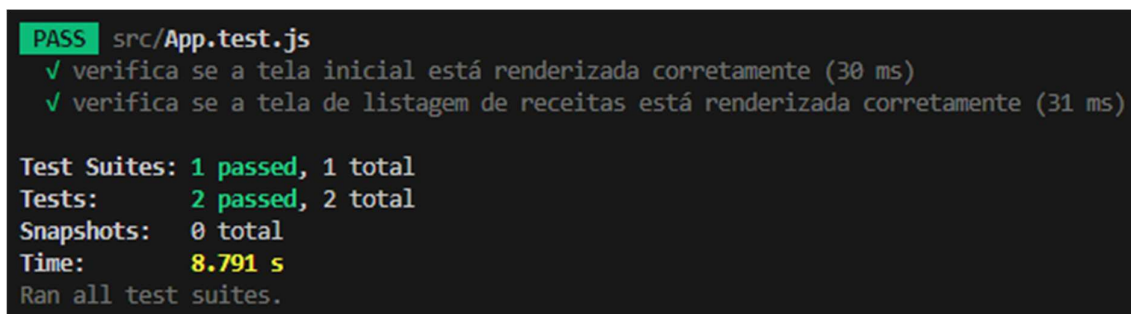 PASS src/App.test.js
√ verifica se a tela inicial está renderizada corretamente (30 ms)
√ verifica se a tela de listagem de receitas está renderizada corretamente (31 ms)
Test Suites: 1 passed, 1 total
Tests: 2 passed, 2 total
Snapshots: 0 total
Time: 8.791 s
Ran all test suites.